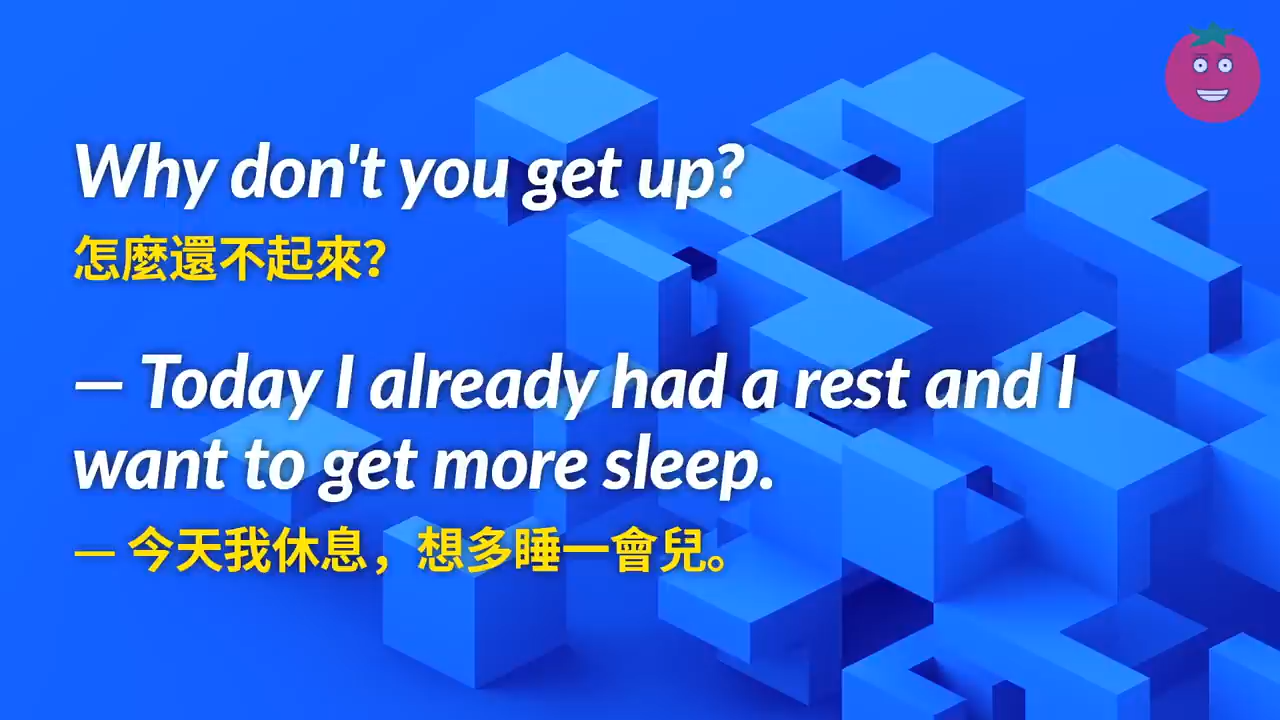 Why don't you get up?
怎麼還不起來？
— Today I already had a rest and I
want to get more sleep.
— 今天我休息，想多睡一會兒。